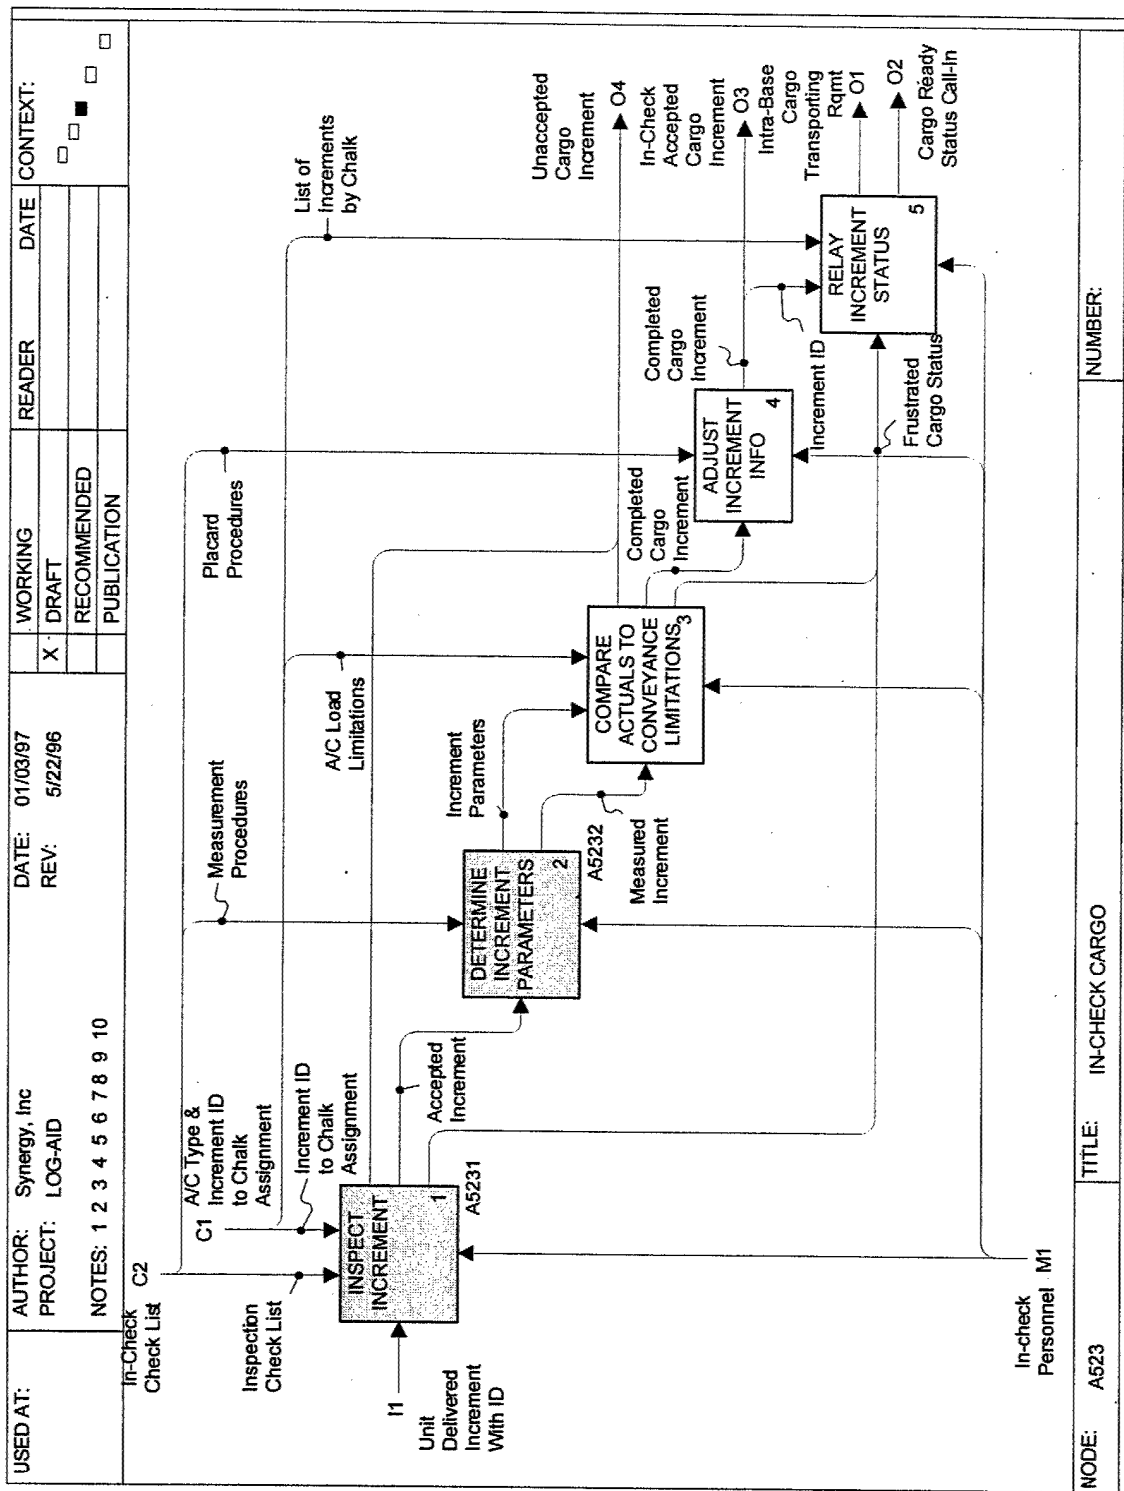 USED AT:
AUTHOR: Synergy, Inc
PROJECT: LOG-AID
NOTES: 1 2 3 4 5 6 7 8 9 10
DATE: 01/03/97
REV: 5/22/96
WORKING
X DRAFT
RECOMMENDED
PUBLICATION
READER
DATE
CONTEXT:
In-Check
Check List
C2
C1
A/C Type &
Increment ID
to Chalk
Assignment
Inspection
Check List
Increment ID
to Chalk
Assignment
Measurement
Procedures
Placard
Procedures
A/C Load
Limitations
List of
Increments
by Chalk
I1
Unit
Delivered
Increment
With ID
INSPECT
INCREMENT
1
A5231
Accepted
Increment
DETERMINE
INCREMENT
PARAMETERS
2
A5232
Increment
Parameters
Measured
Increment
COMPARE
ACTUALS TO
CONVEYANCE
LIMITATIONS
3
Completed
Cargo
Increment
ADJUST
INCREMENT
INFO
4
Completed
Cargo
Increment
Increment ID
Frustrated
Cargo Status
RELAY
INCREMENT
STATUS
5
Unaccepted
Cargo
Increment
O4
In-Check
Accepted
Cargo
Increment
O3
Intra-Base
Cargo
Transporting
Rqmt
O1
O2
Cargo Ready
Status Call-In
In-check
Personnel
M1
NODE: A523
TITLE: IN-CHECK CARGO
NUMBER: